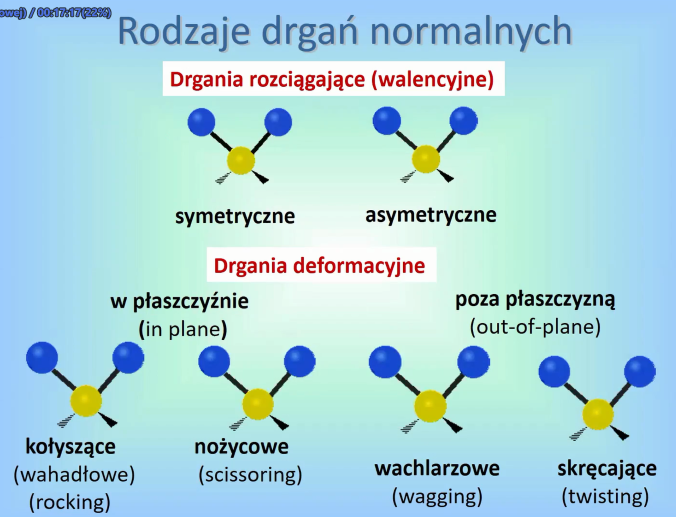 owej) / 00:17:17(22%)
Rodzaje drgań normalnych
Drgania rozciągające (walencyjne)
symetryczne
asymetryczne
Drgania deformacyjne
w płaszczyźnie
(in plane)
poza płaszczyzną
(out-of-plane)
kołyszące
(wahadłowe)
(rocking)
nożycowe
(scissoring)
wachlarzowe
(wagging)
skręcające
(twisting)